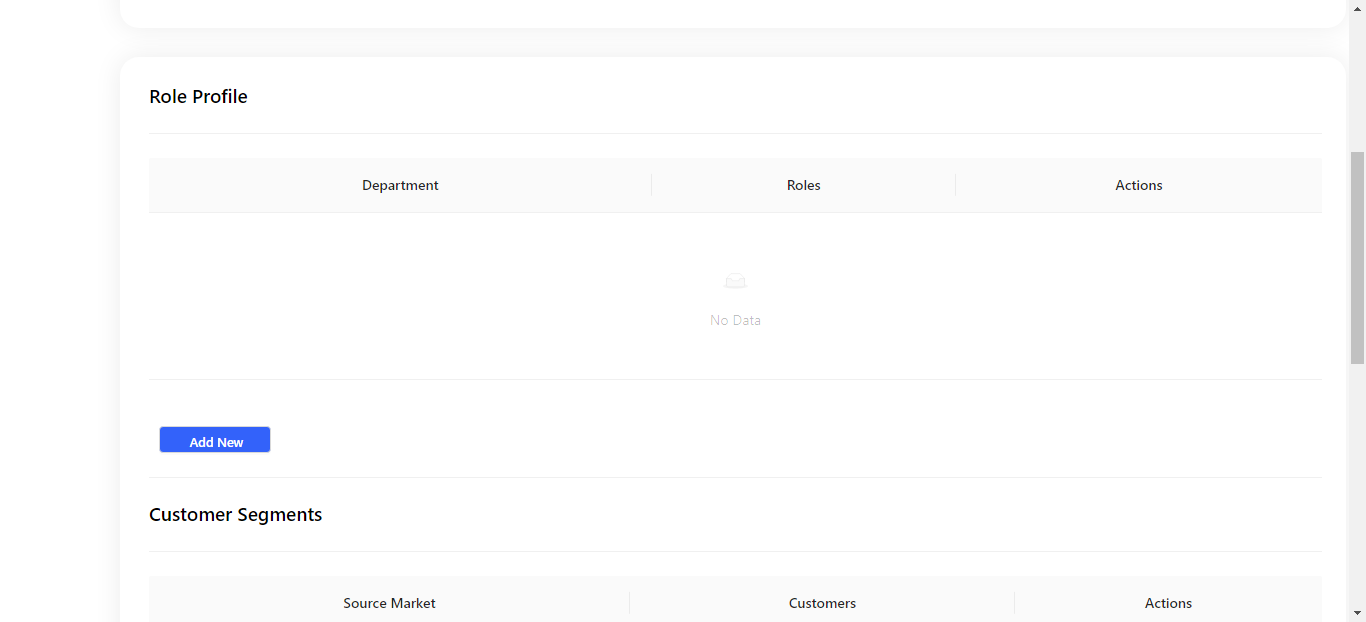 Role Profile
Department Roles Actions
No Data
Add New
Customer Segments
Source Market Customers Actions